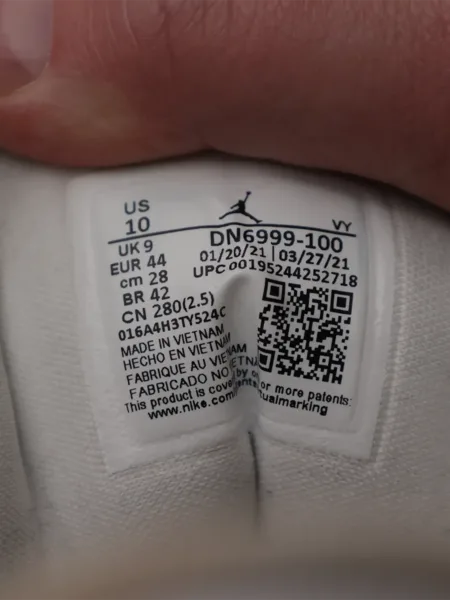 US
10
UK 9
EUR 44
cm 28
BR 42
CN 280(2.5)
016A4H3TY524C
VY
DN6999-100
01/20/21 | 03/27/21
UPC 00195244252718
MADE IN VIETNAM
HECHO EN VIETNAM
FABRIQUE AU VIETNAM
FABRICADO NO VIETNAM
This product is by or more patents:
www.nike.com/